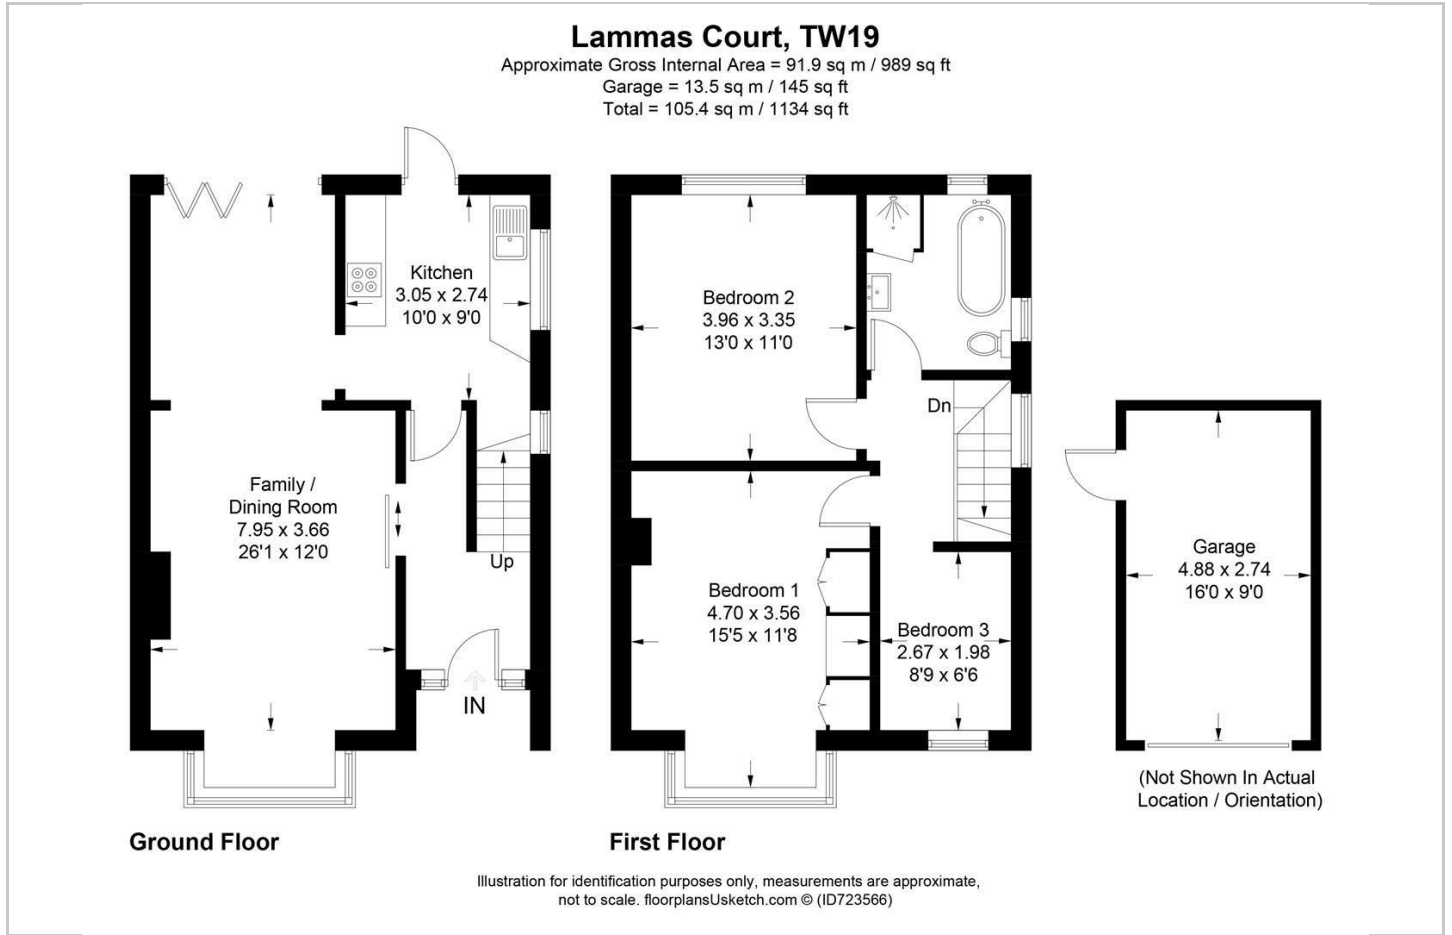 Lammas Court, TW19
Approximate Gross Internal Area = 91.9 sq m / 989 sq ft
Garage = 13.5 sq m / 145 sq ft
Total = 105.4 sq m / 1134 sq ft
Kitchen
3.05 x 2.74
10'0 x 9'0
Family /
Dining Room
7.95 x 3.66
26'1 x 12'0
Up
IN
Ground Floor
Bedroom 2
3.96 x 3.35
13'0 x 11'0
Dn
Bedroom 1
4.70 x 3.56
15'5 x 11'8
Bedroom 3
2.67 x 1.98
8'9 x 6'6
First Floor
Garage
4.88 x 2.74
16'0 x 9'0
(Not Shown In Actual
Location / Orientation)
Illustration for identification purposes only, measurements are approximate,
not to scale. floorplansUsketch.com © (ID723566)